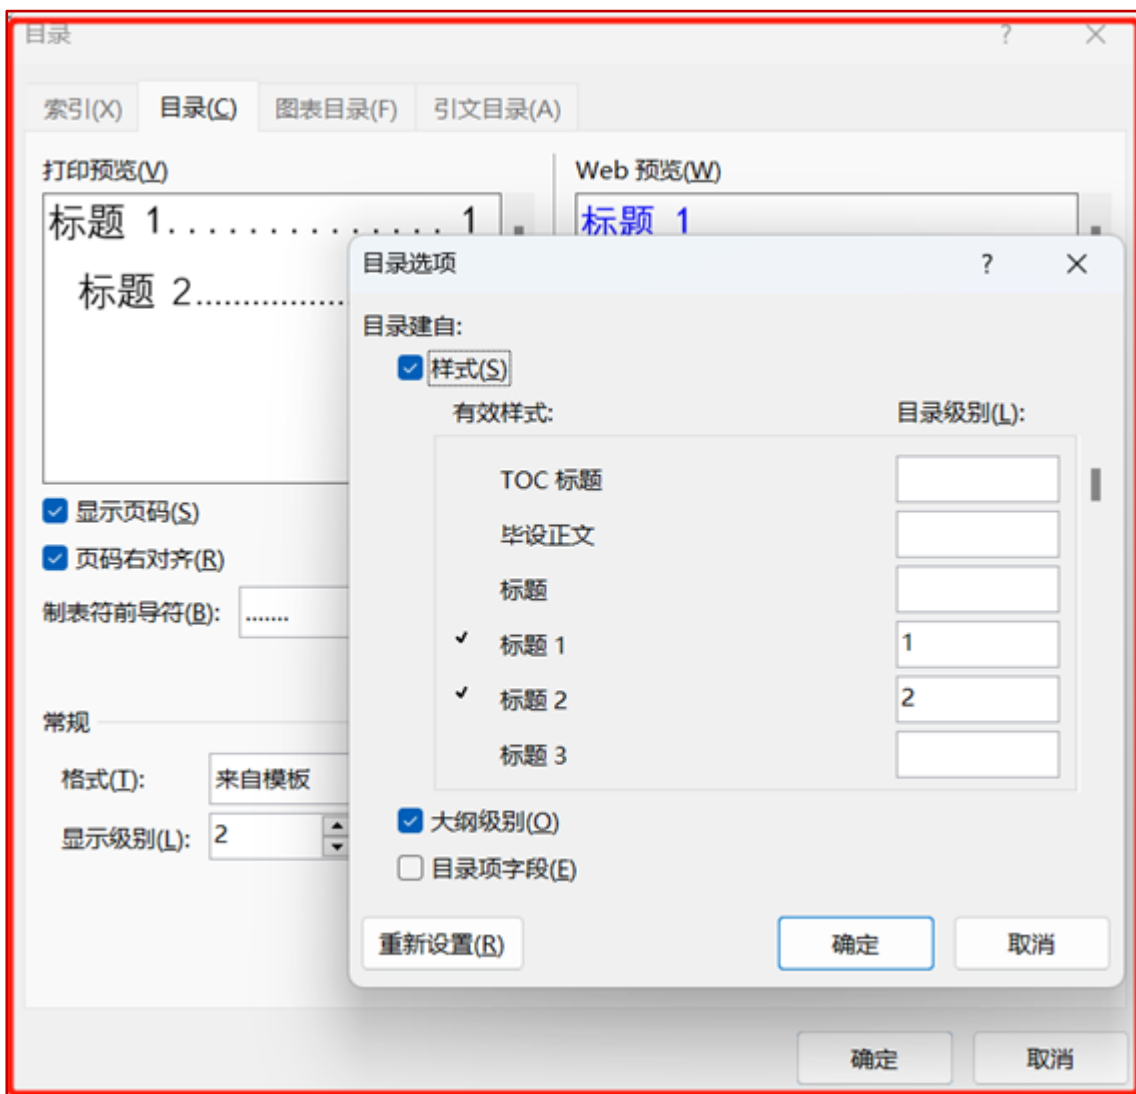 目录 ?
索引(X) 目录(C) 图表目录(F) 引文目录(A)
打印预览(V) Web 预览(W)
标题 1...............1 标题 1
标题 2...................
目录选项 ?
目录建自:
样式(S)
有效样式: 目录级别(L):
TOC 标题
毕设正文
标题
标题 1 1
标题 2 2
标题 3
大纲级别(O)
目录项字段(E)
重新设置(R) 确定 取消
显示页码(S)
页码右对齐(R)
制表符前导符(B): .......
常规
格式(T): 来自模板
显示级别(L): 2
确定 取消